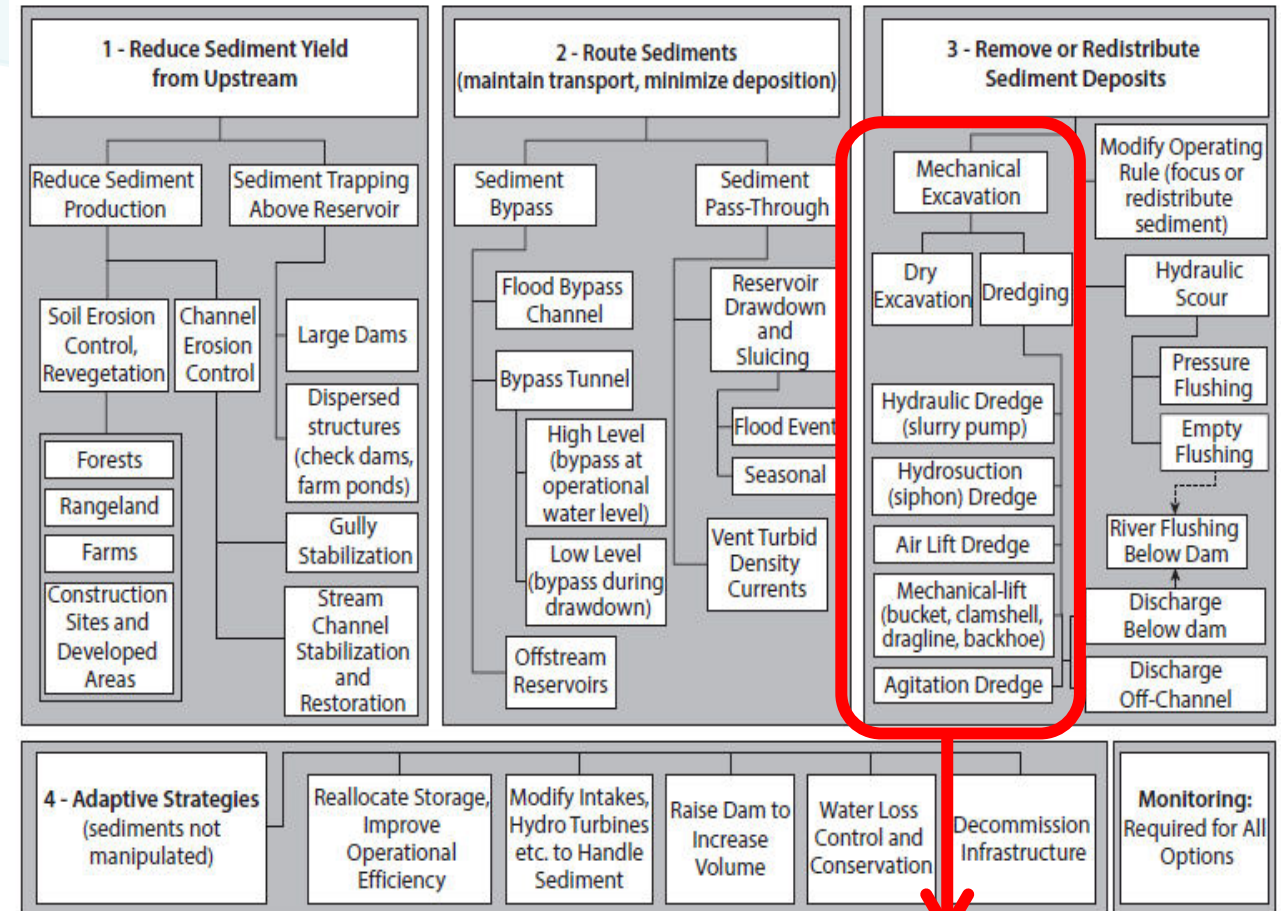 1 - Reduce Sediment Yield
from Upstream
Reduce Sediment
Production
Sediment Trapping
Above Reservoir
Soil Erosion
Control,
Revegetation
Channel
Erosion
Control
Large Dams
Dispersed
structures
(check dams,
farm ponds)
Forests
Rangeland
Farms
Construction
Sites and
Developed
Areas
Gully
Stabilization
Stream
Channel
Stabilization
and
Restoration
2 - Route Sediments
(maintain transport, minimize deposition)
Sediment
Bypass
Sediment
Pass-Through
Flood Bypass
Channel
Bypass Tunnel
High Level
(bypass at
operational
water level)
Low Level
(bypass during
drawdown)
Offstream
Reservoirs
Reservoir
Drawdown
and
Sluicing
Flood Event
Seasonal
Vent Turbid
Density
Currents
3 - Remove or Redistribute
Sediment Deposits
Mechanical
Excavation
Dry
Excavation
Dredging
Hydraulic Dredge
(slurry pump)
Hydrosuction
(siphon) Dredge
Air Lift Dredge
Mechanical-lift
(bucket, clamshell,
dragline, backhoe)
Agitation Dredge
Modify Operating
Rule (focus or
redistribute
sediment)
Hydraulic
Scour
Pressure
Flushing
Empty
Flushing
River Flushing
Below Dam
Discharge
Below dam
Discharge
Off-Channel
4 - Adaptive Strategies
(sediments not
manipulated)
Reallocate Storage,
Improve
Operational
Efficiency
Modify Intakes,
Hydro Turbines
etc. to Handle
Sediment
Raise Dam to
Increase
Volume
Water Loss
Control and
Conservation
Decommission
Infrastructure
Monitoring:
Required for All
Options